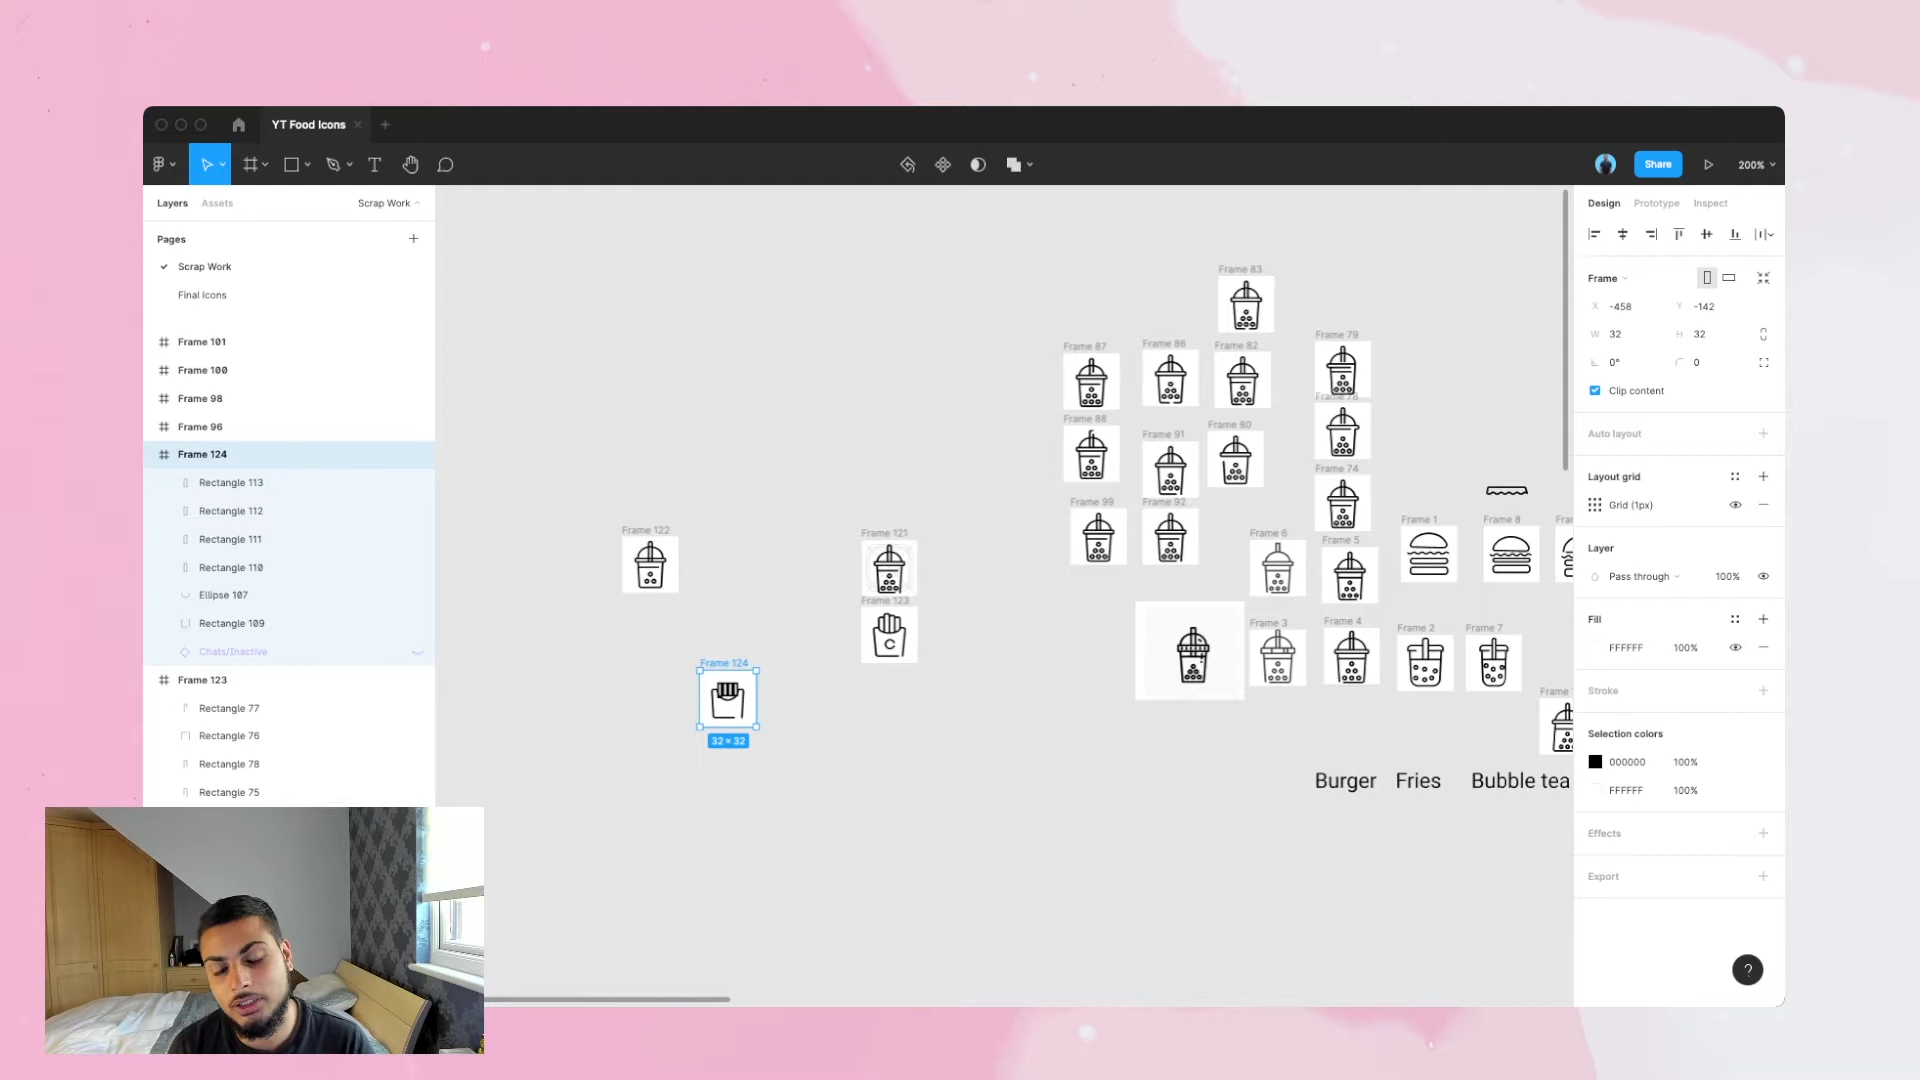 YT Food Icons
Share
200%
Layers
Assets
Scrap Work
Pages
Scrap Work
Final Icons
Frame 101
Frame 100
Frame 98
Frame 96
Frame 124
Rectangle 113
Rectangle 112
Rectangle 111
Rectangle 110
Ellipse 107
Rectangle 109
Chats/Inactive
Frame 123
Rectangle 77
Rectangle 76
Rectangle 78
Rectangle 75
Frame 83
Frame 87
Frame 86
Frame 82
Frame 79
Frame 78
Frame 88
Frame 91
Frame 80
Frame 74
Frame 99
Frame 92
Frame 122
Frame 121
Frame 6
Frame 5
Frame 1
Frame 8
Frame 123
C
Frame 3
Frame 4
Frame 2
Frame 7
Frame 124
32 × 32
Frame
Burger
Fries
Bubble tea
Design
Prototype
Inspect
Frame
X -458
Y -142
W 32
H 32
0°
0
Clip content
Auto layout
Layout grid
Grid (1px)
Layer
Pass through
100%
Fill
FFFFFF
100%
Stroke
Selection colors
000000
100%
FFFFFF
100%
Effects
Export
?